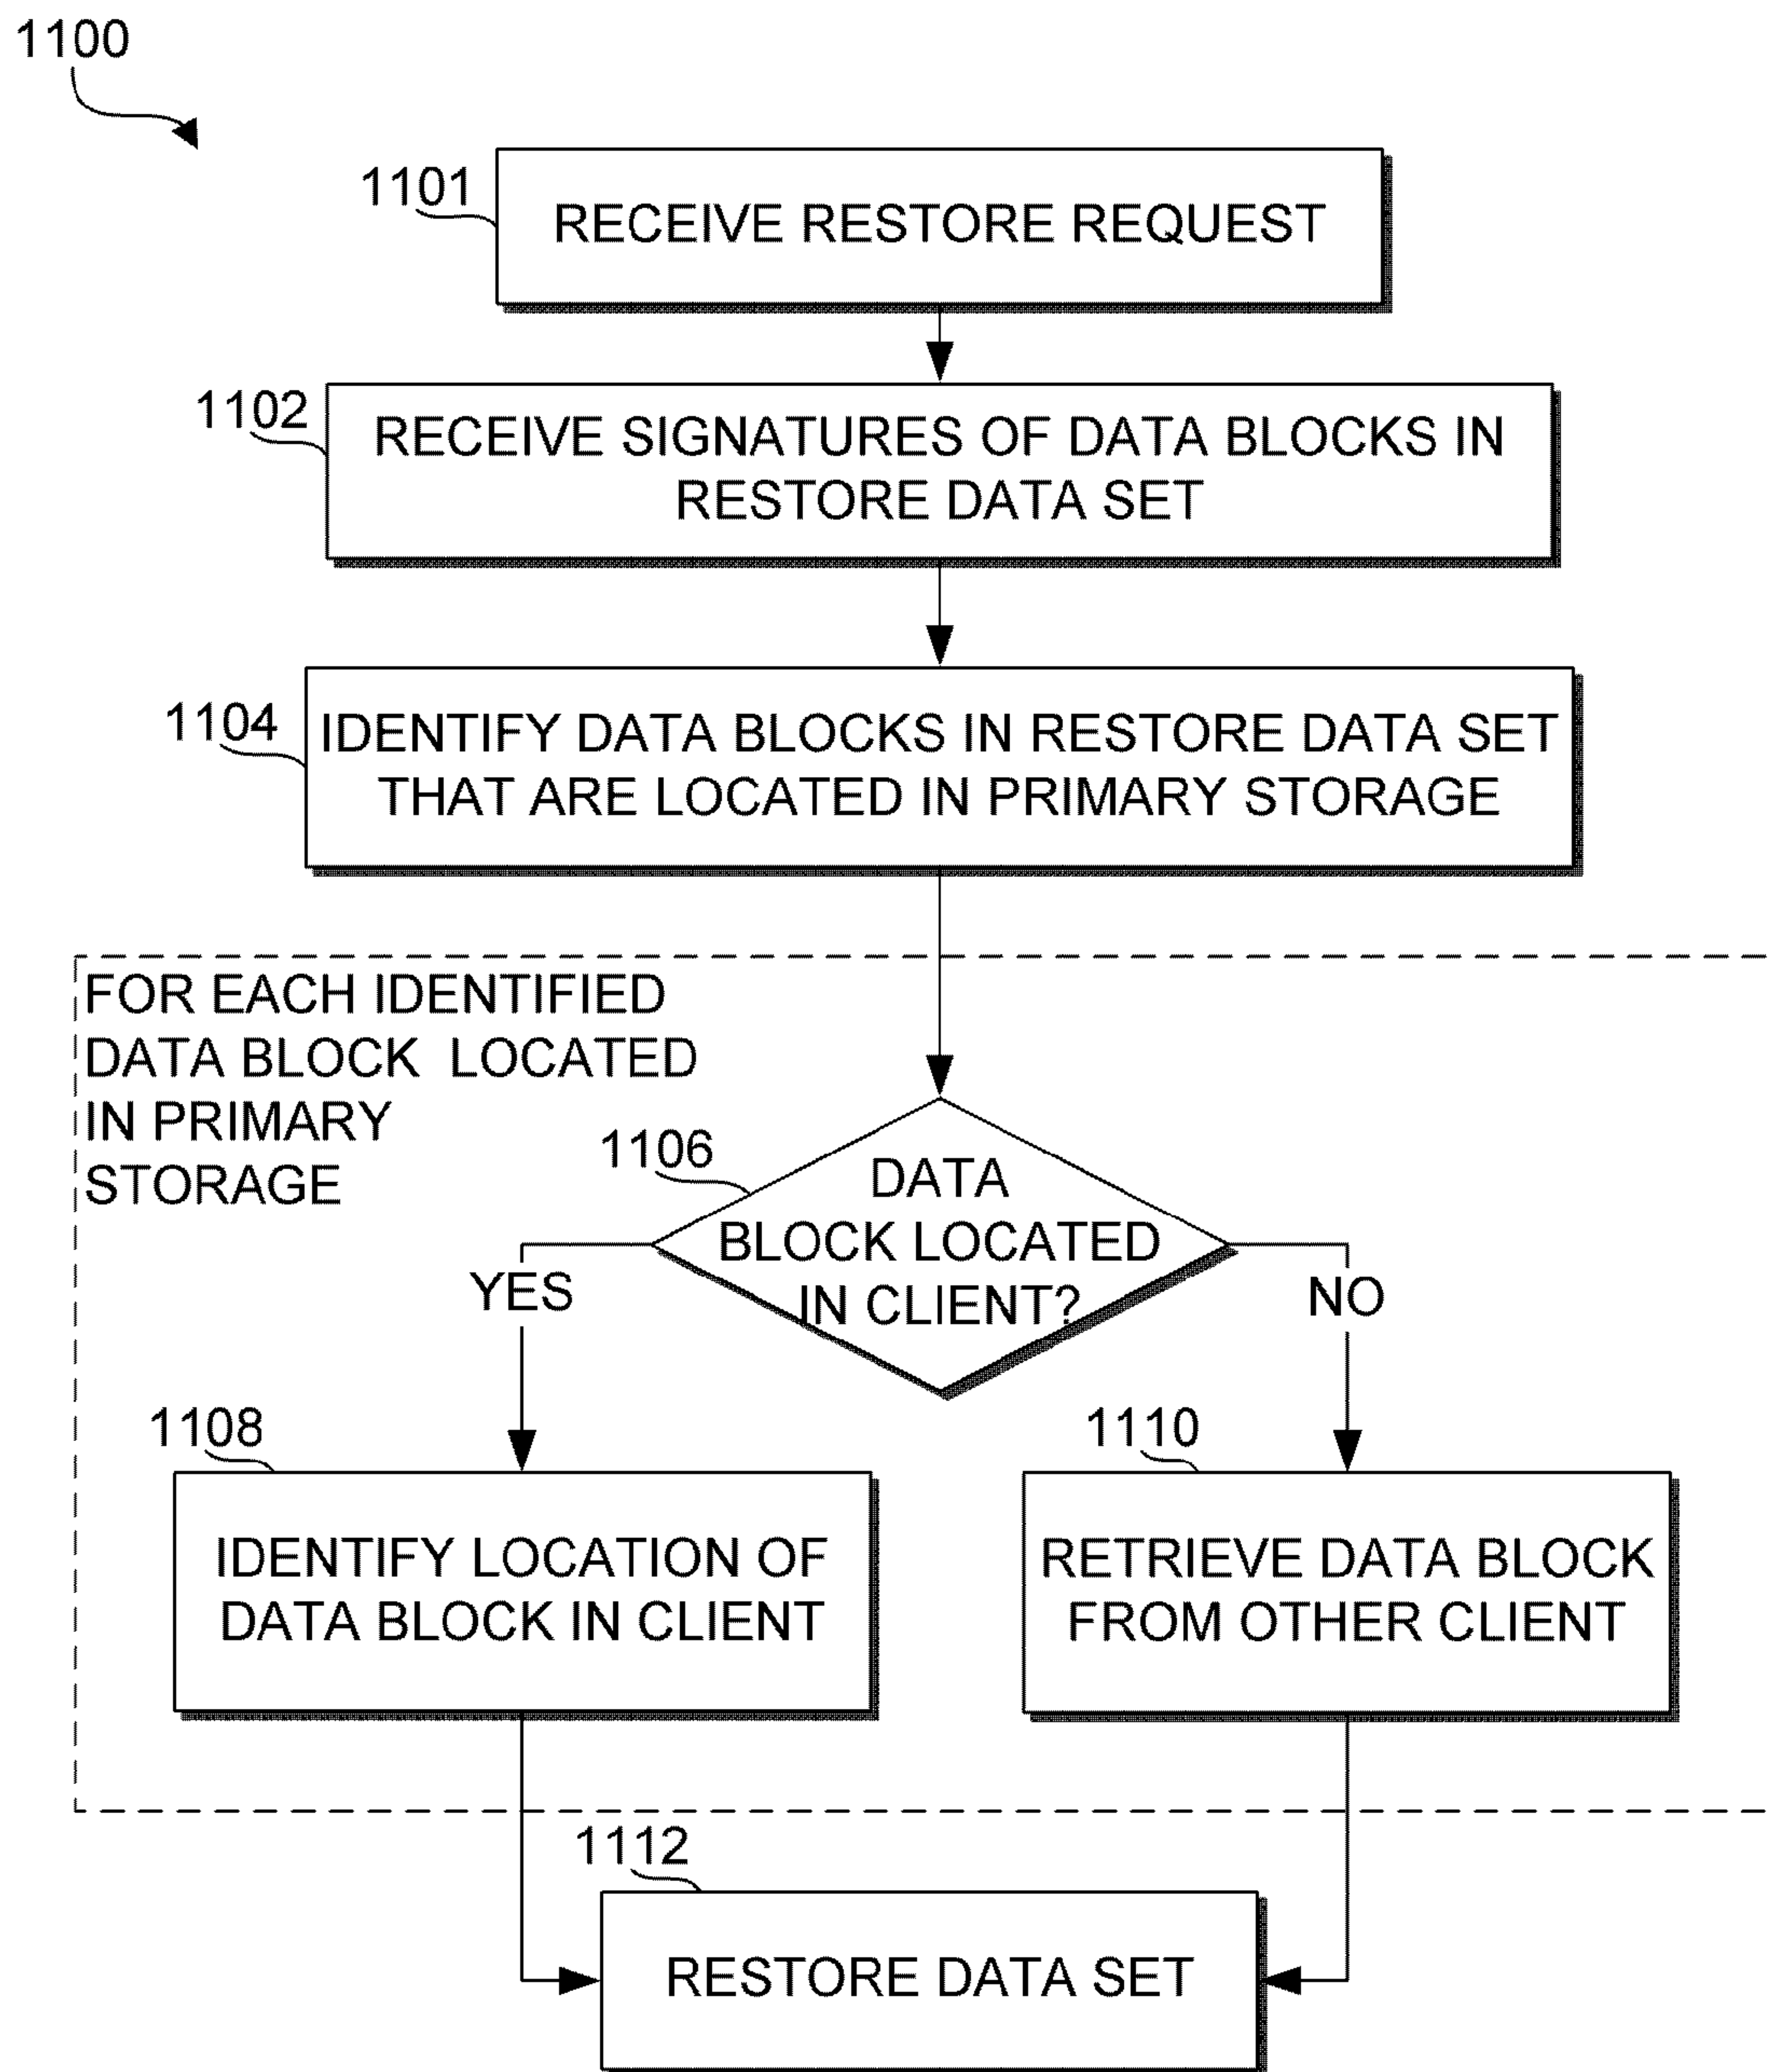 1100
1101
RECEIVE RESTORE REQUEST
1102
RECEIVE SIGNATURES OF DATA BLOCKS IN
RESTORE DATA SET
1104
IDENTIFY DATA BLOCKS IN RESTORE DATA SET
THAT ARE LOCATED IN PRIMARY STORAGE
FOR EACH IDENTIFIED
DATA BLOCK LOCATED
IN PRIMARY
STORAGE
1106
DATA
BLOCK LOCATED
IN CLIENT?
YES
NO
1108
IDENTIFY LOCATION OF
DATA BLOCK IN CLIENT
1110
RETRIEVE DATA BLOCK
FROM OTHER CLIENT
1112
RESTORE DATA SET